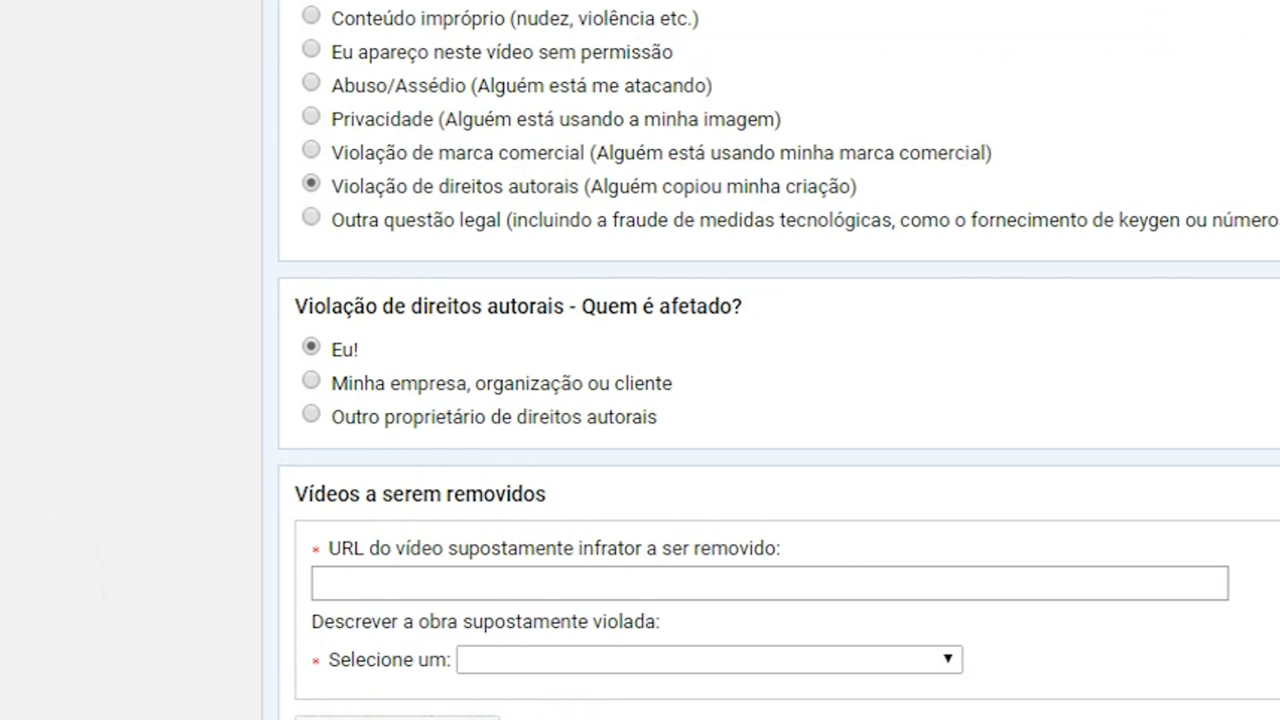 Conteúdo impróprio (nudez, violência etc.)
Eu apareço neste vídeo sem permissão
Abuso/Assédio (Alguém está me atacando)
Privacidade (Alguém está usando a minha imagem)
Violação de marca comercial (Alguém está usando minha marca comercial)
Violação de direitos autorais (Alguém copiou minha criação)
Outra questão legal (incluindo a fraude de medidas tecnológicas, como o fornecimento de keygen ou número
Violação de direitos autorais - Quem é afetado?
Eu!
Minha empresa, organização ou cliente
Outro proprietário de direitos autorais
Vídeos a serem removidos
* URL do vídeo supostamente infrator a ser removido:
Descrever a obra supostamente violada:
* Selecione um: